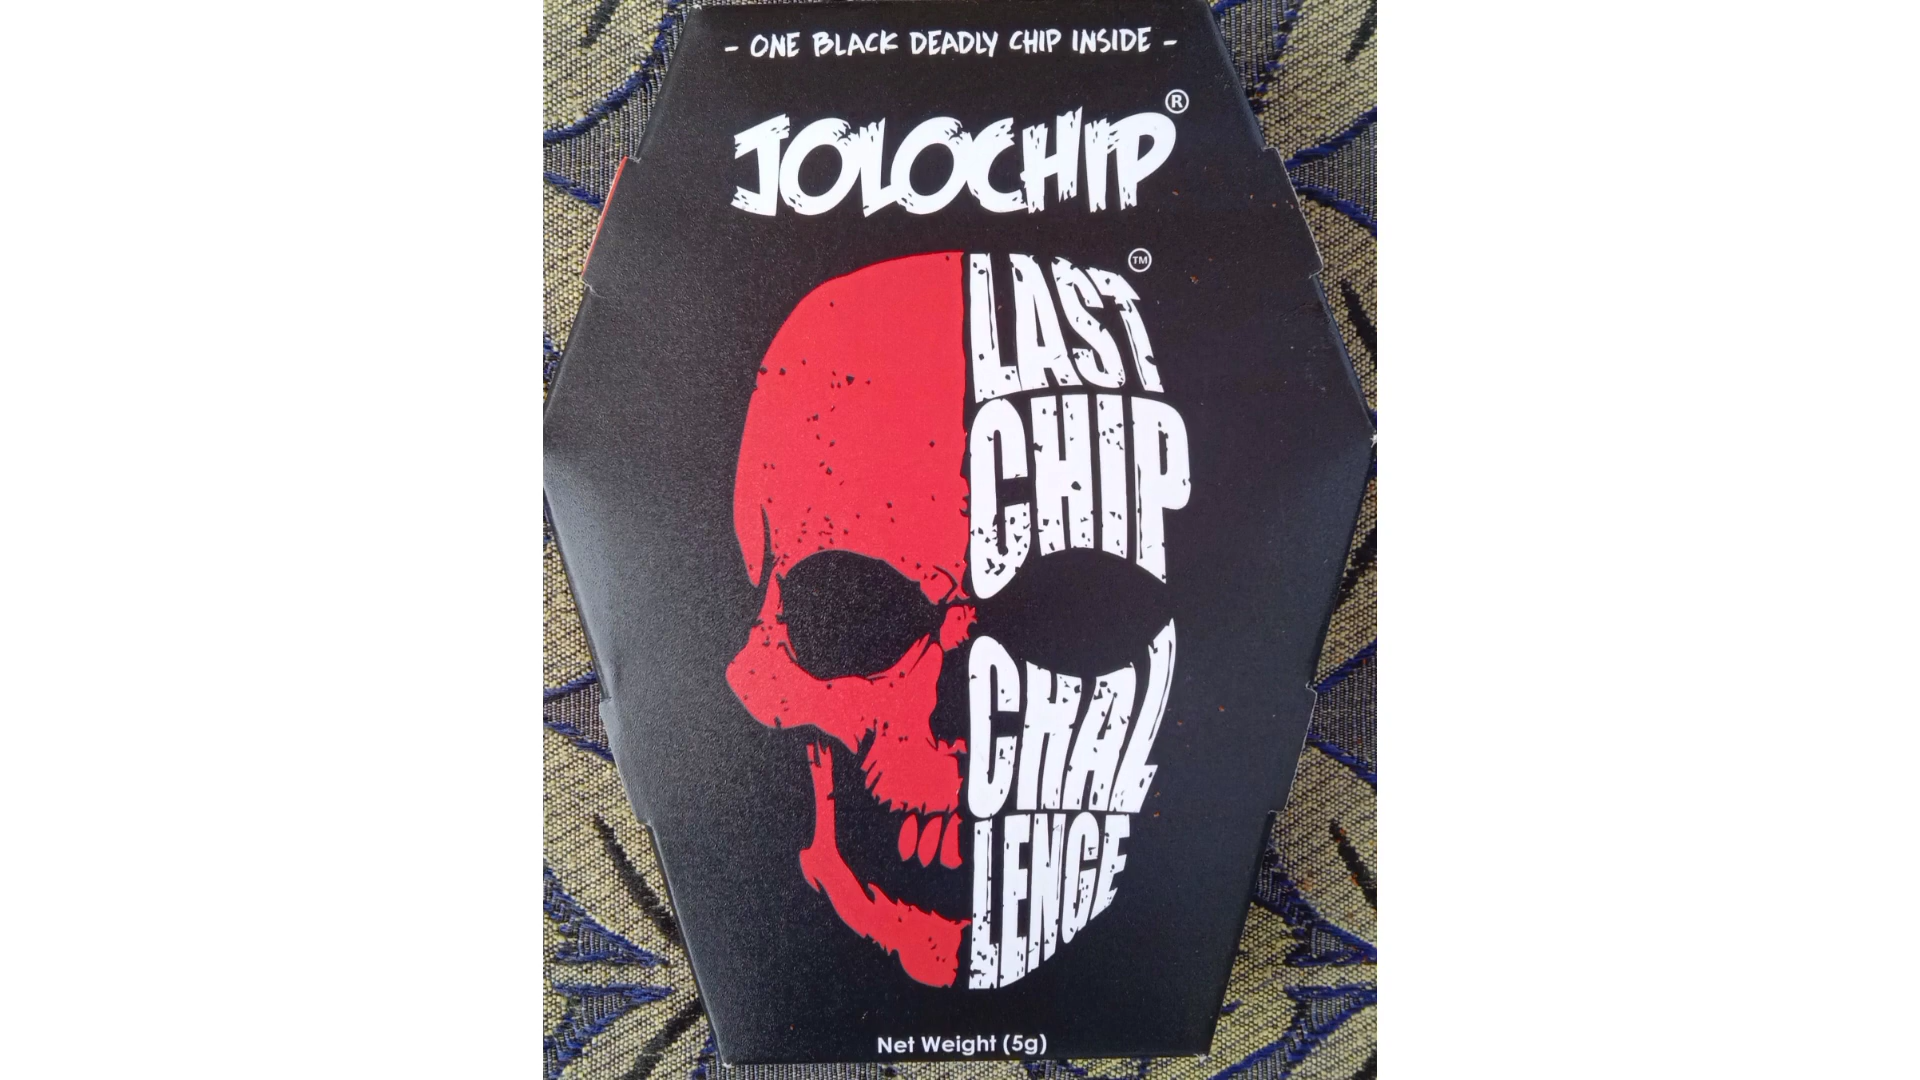 - ONE BLACK DEADLY CHIP INSIDE -
JOLOCHIP®
LAST™
CHIP
CHAL
LENGE
Net Weight (5g)